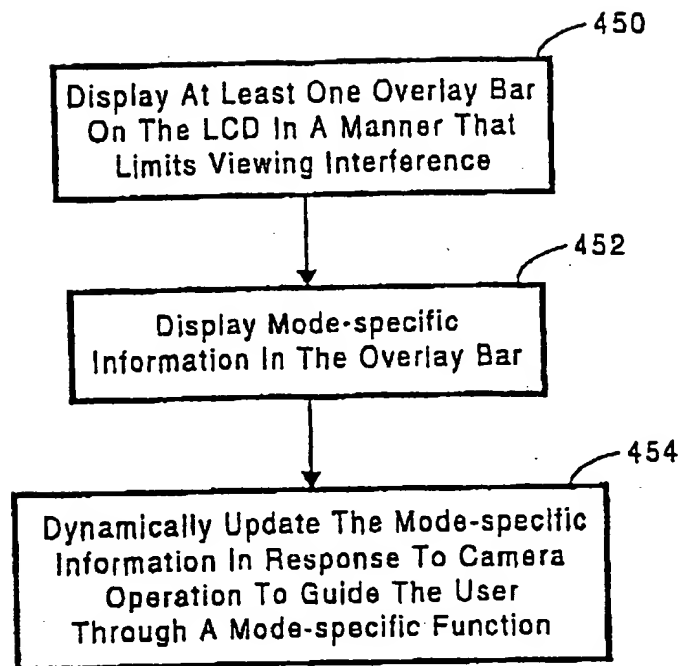 450
Display At Least One Overlay Bar
On The LCD In A Manner That
Limits Viewing Interference
452
Display Mode-specific
Information In The Overlay Bar
454
Dynamically Update The Mode-specific
Information In Response To Camera
Operation To Guide The User
Through A Mode-specific Function